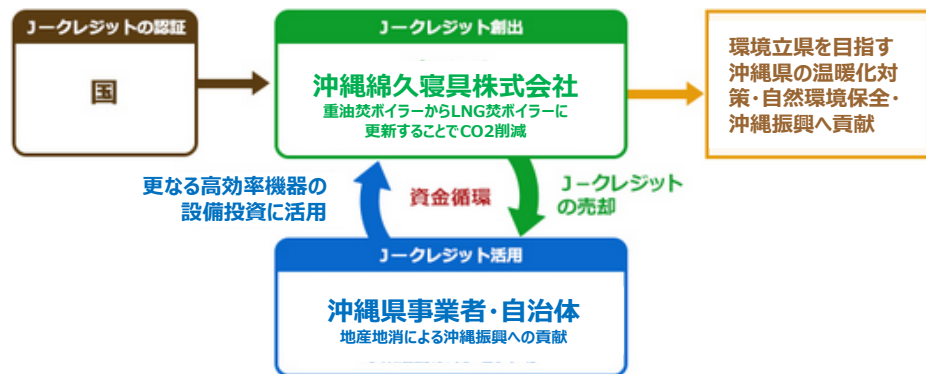 Jークレジットの認証
国
Jークレジット創出
沖縄綿久寝具株式会社
重油焚ボイラーからLNG焚ボイラーに
更新することでCO2削減
環境立県を目指す
沖縄県の温暖化対
策・自然環境保全・
沖縄振興へ貢献
更なる高効率機器の
設備投資に活用
資金循環
Jークレジット
の売却
Jークレジット活用
沖縄県事業者・自治体
地産地消による沖縄振興への貢献